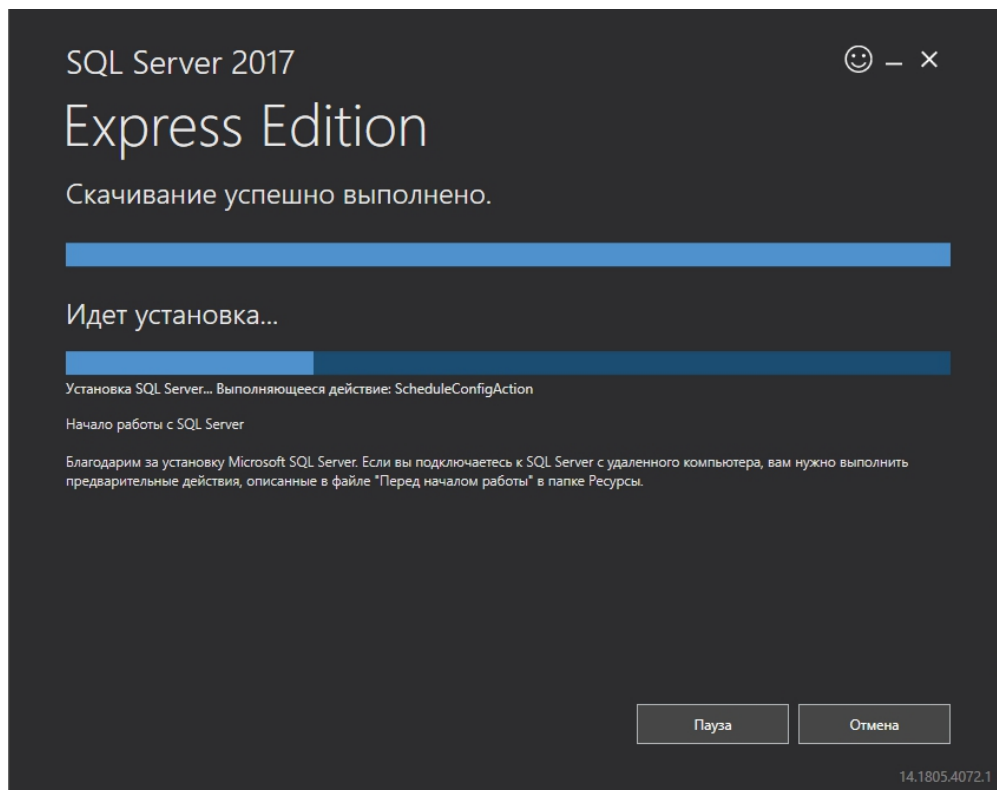 SQL Server 2017
Express Edition
Скачивание успешно выполнено.
Идет установка...
Установка SQL Server... Выполняющееся действие: ScheduleConfigAction
Начало работы с SQL Server
Благодарим за установку Microsoft SQL Server. Если вы подключаетесь к SQL Server с удаленного компьютера, вам нужно выполнить
предварительные действия, описанные в файле "Перед началом работы" в папке Ресурсы.
Пауза
Отмена
14.1805.4072.1